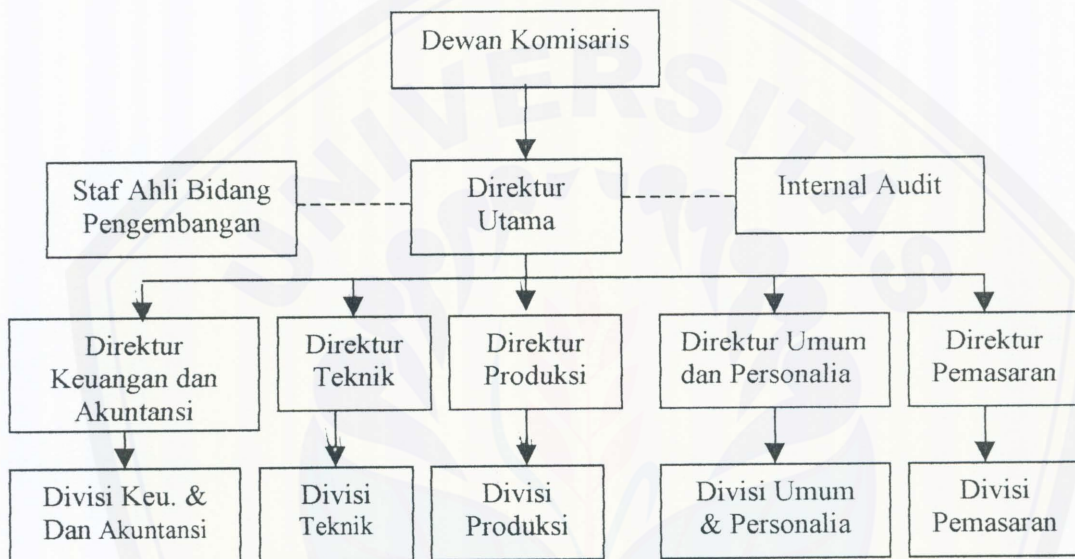 Dewan Komisaris
Staf Ahli Bidang
Pengembangan
Direktur
Utama
Internal Audit
Direktur
Keuangan dan
Akuntansi
Direktur
Teknik
Direktur
Produksi
Direktur Umum
dan Personalia
Direktur
Pemasaran
Divisi Keu. &
Dan Akuntansi
Divisi
Teknik
Divisi
Produksi
Divisi Umum
& Personalia
Divisi
Pemasaran
UNIVERSITAS